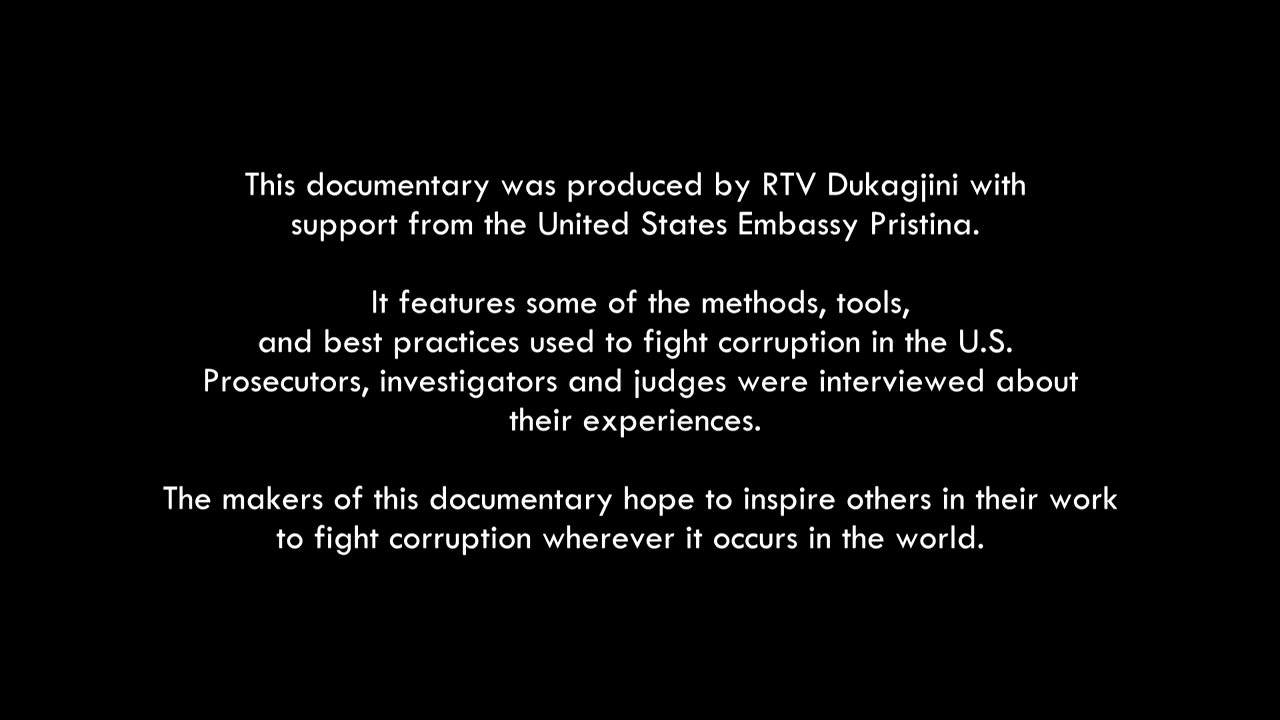 This documentary was produced by RTV Dukagjini with
support from the United States Embassy Pristina.
It features some of the methods, tools,
and best practices used to fight corruption in the U.S.
Prosecutors, investigators and judges were interviewed about
their experiences.
The makers of this documentary hope to inspire others in their work
to fight corruption wherever it occurs in the world.